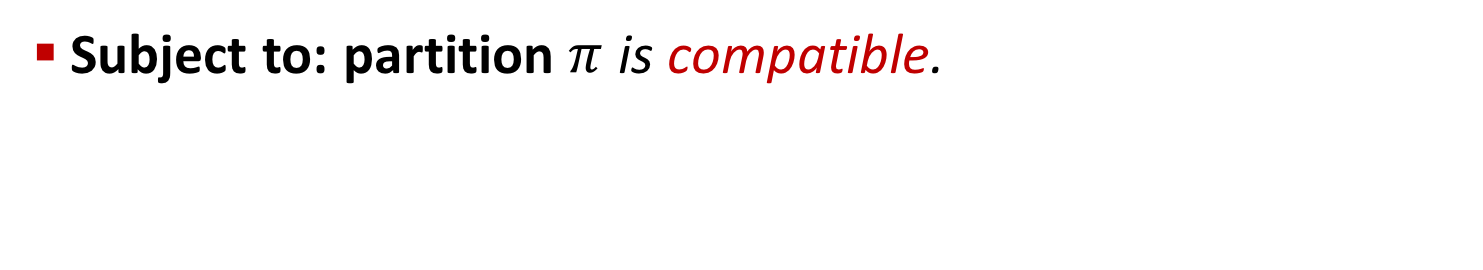 ▪ Subject to: partition π is compatible.